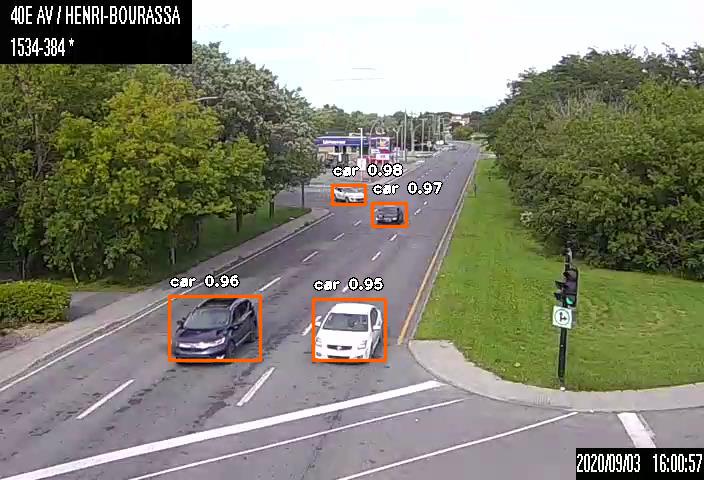 40E AV / HENRI-BOURASSA
1534-384 *
car 0.98
car 0.97
car 0.96
car 0.95
2020/09/03 16:00:57